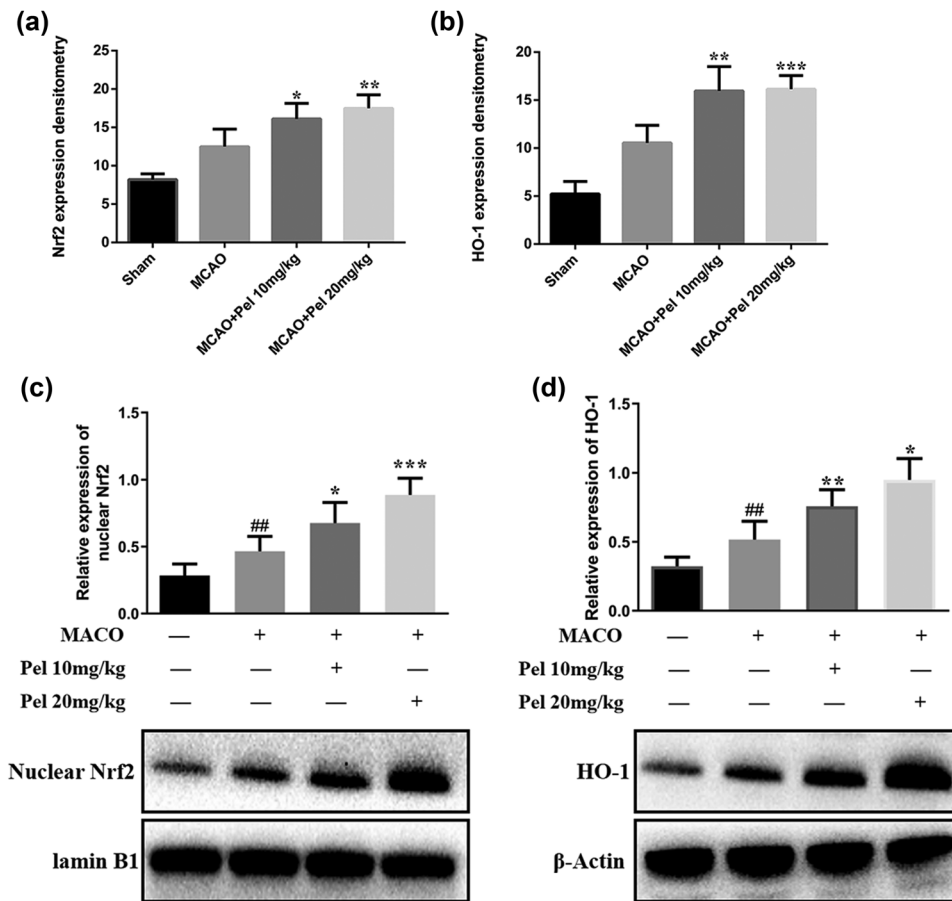 (a)
Nrf2 expression densitometry
25
20
15
10
5
0
*
**
Sham
MCAO
MCAO+Pel 10mg/kg
MCAO+Pel 20mg/kg
(b)
HO-1 expression densitometry
20
15
10
5
0
**
***
Sham
MCAO
MCAO+Pel 10mg/kg
MCAO+Pel 20mg/kg
(c)
Relative expression of
nuclear Nrf2
1.5
1.0
0.5
0.0
##
*
***
MACO — + + +
Pel 10mg/kg — — + —
Pel 20mg/kg — — — +
Nuclear Nrf2
lamin B1
(d)
Relative expression of HO-1
1.5
1.0
0.5
0.0
##
**
*
MACO — + + +
Pel 10mg/kg — — + —
Pel 20mg/kg — — — +
HO-1
β-Actin